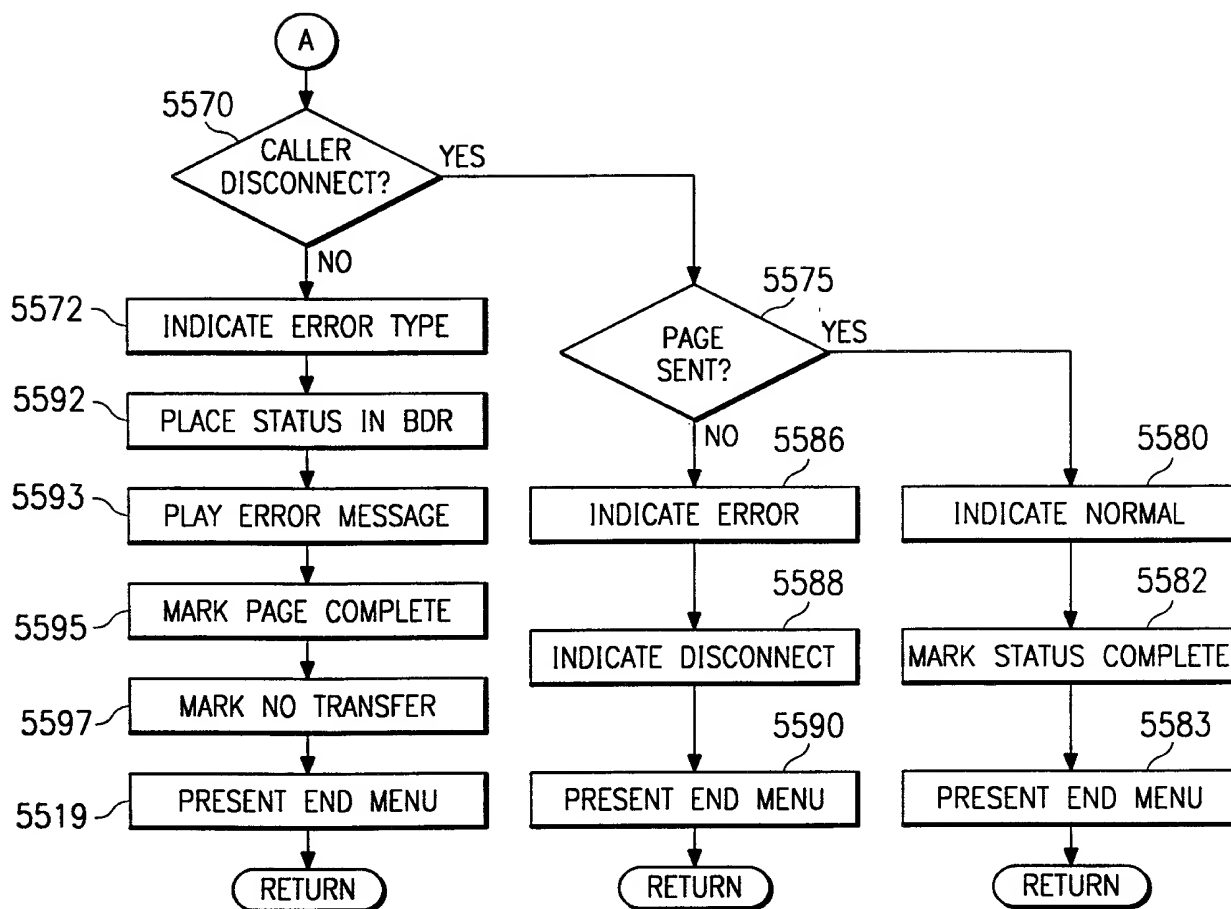 A
5570
CALLER
DISCONNECT?
YES
NO
5572
INDICATE ERROR TYPE
5592
PLACE STATUS IN BDR
5593
PLAY ERROR MESSAGE
5595
MARK PAGE COMPLETE
5597
MARK NO TRANSFER
5519
PRESENT END MENU
RETURN
5575
PAGE
SENT?
YES
NO
5586
INDICATE ERROR
5588
INDICATE DISCONNECT
5590
PRESENT END MENU
RETURN
5580
INDICATE NORMAL
5582
MARK STATUS COMPLETE
5583
PRESENT END MENU
RETURN